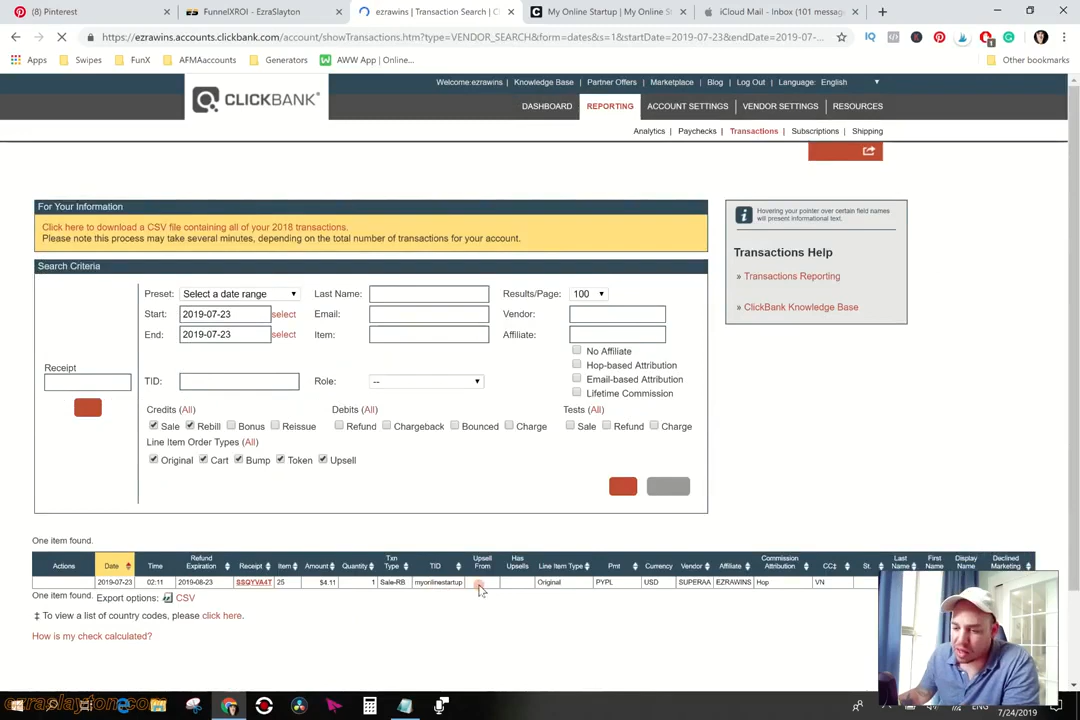 (8) Pinterest
FunnelXROI – EzraSlayton
ezrawins | Transaction Search | C
My Online Startup | My Online St
iCloud Mail - Inbox (101 messag
https://ezrawins.accounts.clickbank.com/account/showTransactions.htm?type=VENDOR_SEARCH&form=dates&s=1&startDate=2019-07-23&endDate=2019-07-...
Apps Swipes FunX AFMAaccounts Generators AWW App | Online... Other bookmarks
Welcome:ezrawins | Knowledge Base | Partner Offers | Marketplace | Blog | Log Out | Language: English
CLICKBANK
DASHBOARD REPORTING ACCOUNT SETTINGS VENDOR SETTINGS RESOURCES
Analytics | Paychecks | Transactions | Subscriptions | Shipping
For Your Information
Click here to download a CSV file containing all of your 2018 transactions.
Please note this process may take several minutes, depending on the total number of transactions for your account.
Hovering your pointer over certain field names
will present informational text.
Transactions Help
» Transactions Reporting
» ClickBank Knowledge Base
Search Criteria
Preset: Select a date range Last Name: Results/Page: 100
Start: 2019-07-23 select Email: Vendor:
End: 2019-07-23 select Item: Affiliate:
No Affiliate
Hop-based Attribution
Receipt
Email-based Attribution
TID: Role: --
Lifetime Commission
Credits (All) Debits (All) Tests (All)
Sale Rebill Bonus Reissue Refund Chargeback Bounced Charge Sale Refund Charge
Line Item Order Types (All)
Original Cart Bump Token Upsell
One item found.
Actions Date Time Refund Expiration Receipt Item Amount Quantity Txn Type TID Upsell From Has Upsells Line Item Type Pmt Currency Vendor Affiliate Commission Attribution CC‡ St. Last Name First Name Display Name Declined Marketing
2019-07-23 02:11 2019-08-23 SSQYVA4T 25 $4.11 1 Sale-RB myonlinestartup Original PYPL USD SUPERAA EZRAWINS Hop VN
One item found. Export options: CSV
‡ To view a list of country codes, please click here.
How is my check calculated?
ezraslayton.com
ENG
7/24/2019